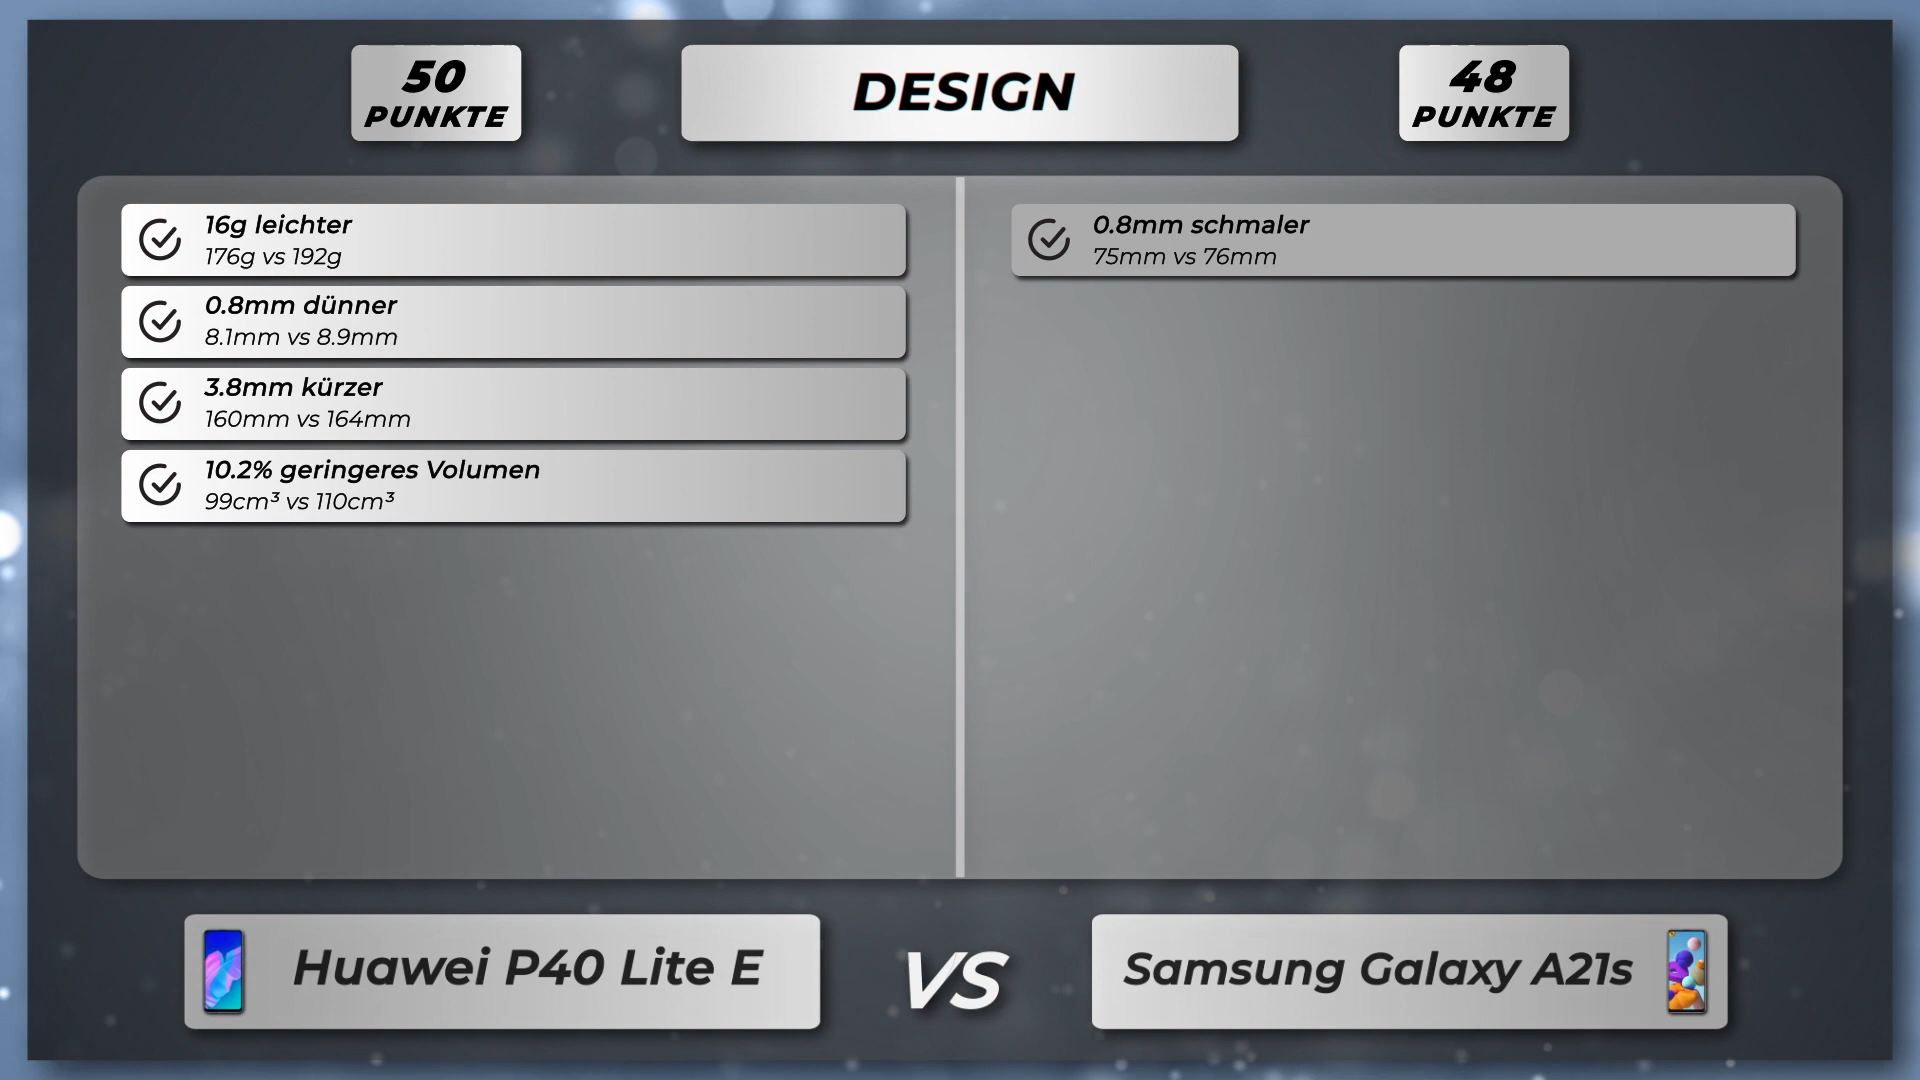 50
PUNKTE
DESIGN
48
PUNKTE
16g leichter
176g vs 192g
0.8mm dünner
8.1mm vs 8.9mm
3.8mm kürzer
160mm vs 164mm
10.2% geringeres Volumen
99cm³ vs 110cm³
0.8mm schmaler
75mm vs 76mm
Huawei P40 Lite E
VS
Samsung Galaxy A21s